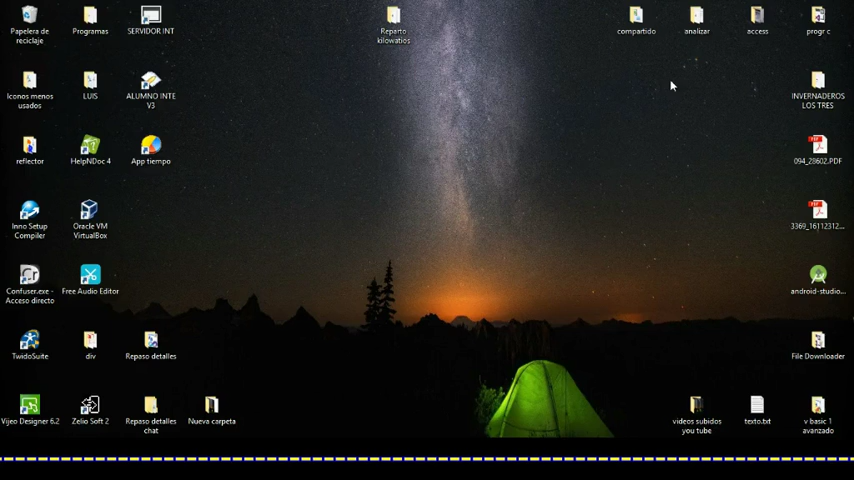 Papelera de
reciclaje
Programas
SERVIDOR INT
Reparto
kilowatios
compartido
analizar
access
progr c
Iconos menos
usados
LUIS
ALUMNO INTE
V3
INVERNADEROS
LOS TRES
reflector
HelpNDoc 4
App tiempo
094_28602.PDF
Inno Setup
Compiler
Oracle VM
VirtualBox
3369_16112312...
Confuser.exe -
Acceso directo
Free Audio Editor
android-studio...
TwidoSuite
div
Repaso detalles
File Downloader
Vijeo Designer 6.2
Zelio Soft 2
Repaso detalles
chat
Nueva carpeta
videos subidos
you tube
texto.txt
v basic 1
avanzado